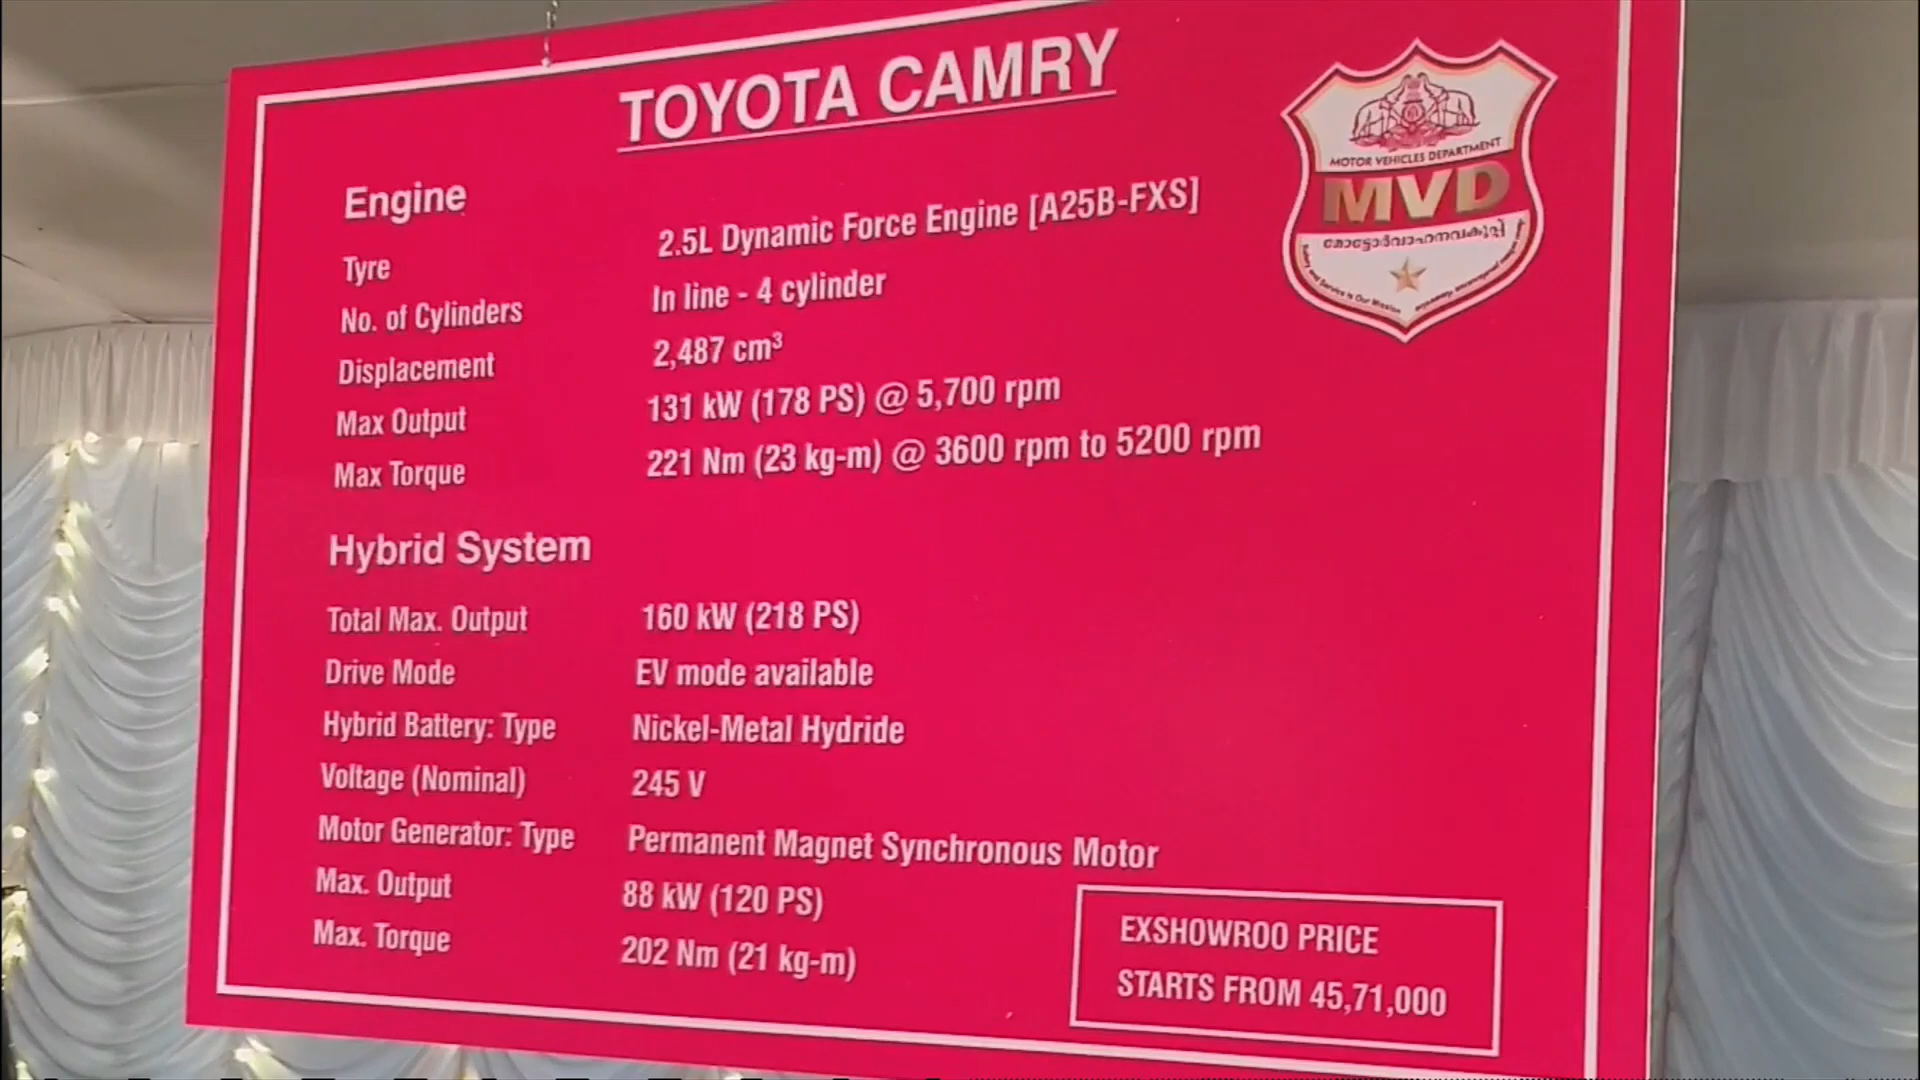 TOYOTA CAMRY
MOTOR VEHICLES DEPARTMENT
MVD
മോട്ടോർവാഹനവകുപ്പ്
Engine
Tyre 2.5L Dynamic Force Engine [A25B-FXS]
No. of Cylinders In line - 4 cylinder
Displacement 2,487 cm³
Max Output 131 kW (178 PS) @ 5,700 rpm
Max Torque 221 Nm (23 kg-m) @ 3600 rpm to 5200 rpm
Hybrid System
Total Max. Output 160 kW (218 PS)
Drive Mode EV mode available
Hybrid Battery: Type Nickel-Metal Hydride
Voltage (Nominal) 245 V
Motor Generator: Type Permanent Magnet Synchronous Motor
Max. Output 88 kW (120 PS)
Max. Torque 202 Nm (21 kg-m)
EXSHOWROO PRICE
STARTS FROM 45,71,000